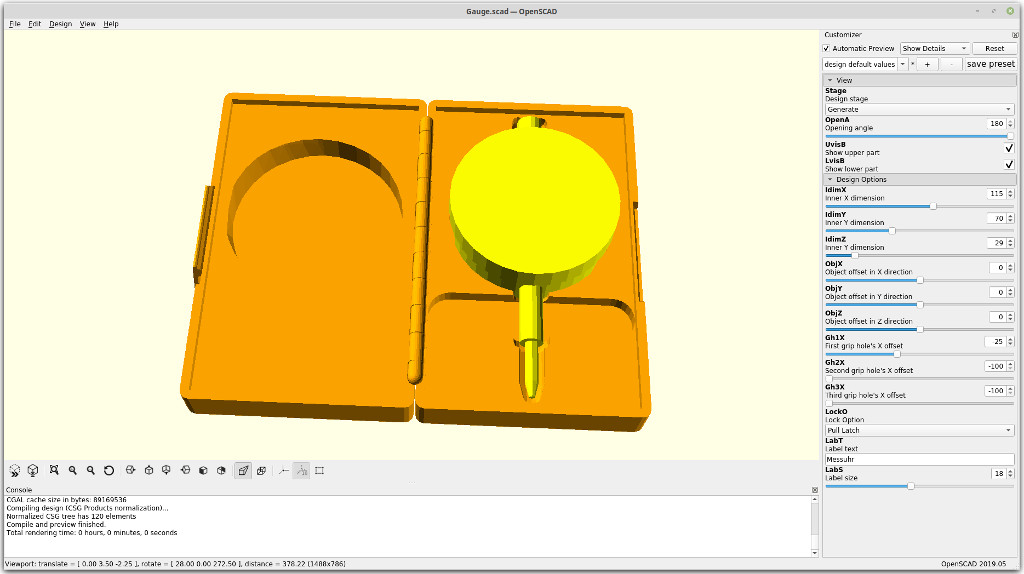 Gauge.scad — OpenSCAD
File Edit Design View Help
Customizer
Automatic Preview Show Details Reset
design default values * + - save preset
View
Stage
Design stage
Generate
OpenA
Opening angle
180
UvisB
Show upper part
LvisB
Show lower part
Design Options
IdimX
Inner X dimension
115
IdimY
Inner Y dimension
70
IdimZ
Inner Y dimension
29
ObjX
Object offset in X direction
0
ObjY
Object offset in Y direction
0
ObjZ
Object offset in Z direction
0
Gh1X
First grip hole's X offset
25
Gh2X
Second grip hole's X offset
-100
Gh3X
Third grip hole's X offset
-100
LockO
Lock Option
Pull Latch
LabT
Label text
Messuhr
LabS
Label size
18
Console
CGAL cache size in bytes: 89169536
Compiling design (CSG Products normalization)...
Normalized CSG tree has 120 elements
Compile and preview finished.
Total rendering time: 0 hours, 0 minutes, 0 seconds
Viewport: translate = [ 0.00 3.50 -2.25 ], rotate = [ 28.00 0.00 272.50 ], distance = 378.22 (1488x786)
OpenSCAD 2019.05